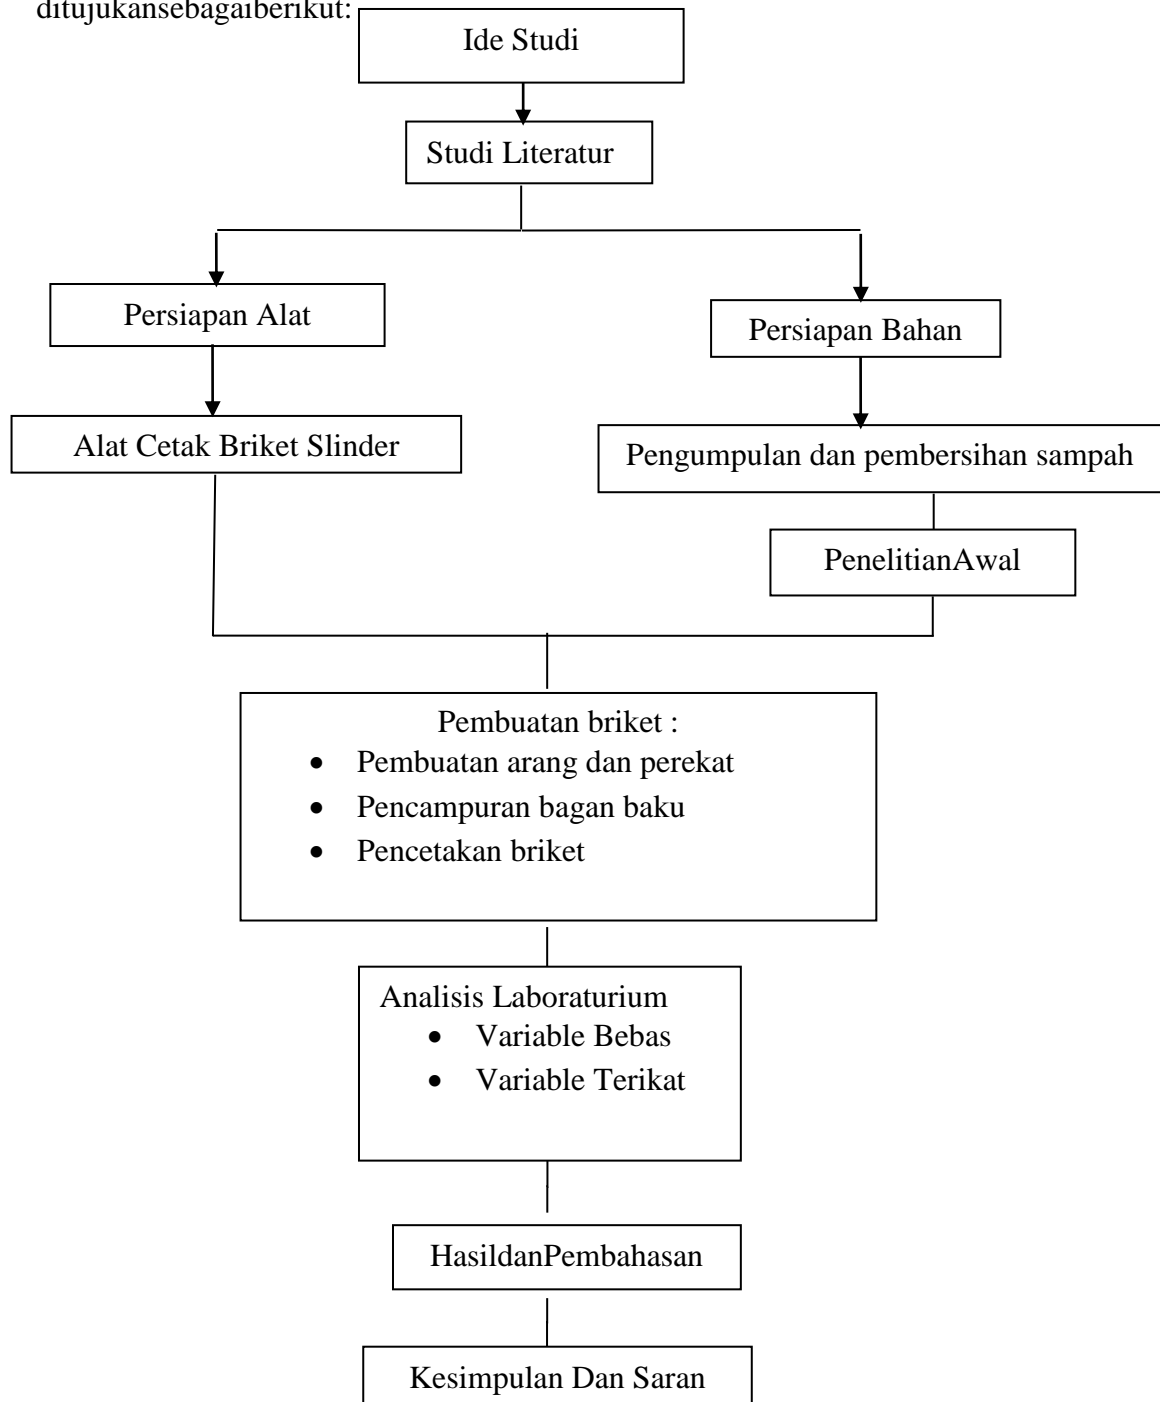 ditujukansebagaiberikut:
Ide Studi
Studi Literatur
Persiapan Alat
Persiapan Bahan
Alat Cetak Briket Slinder
Pengumpulan dan pembersihan sampah
PenelitianAwal
Pembuatan briket :
• Pembuatan arang dan perekat
• Pencampuran bagan baku
• Pencetakan briket
Analisis Laboraturium
• Variable Bebas
• Variable Terikat
HasildanPembahasan
Kesimpulan Dan Saran